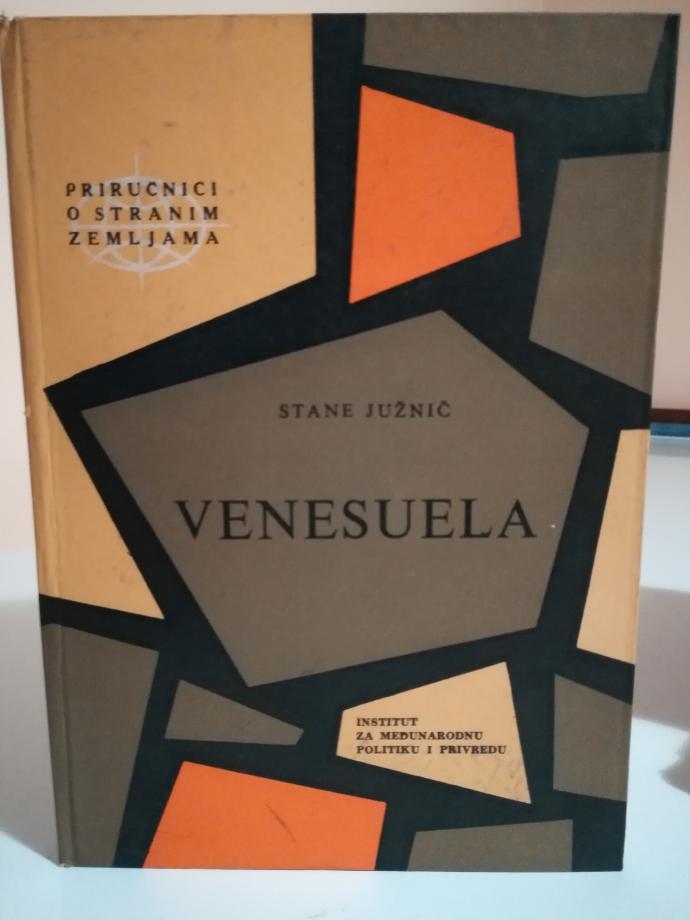 PRIRUČNICI
O STRANIM
ZEMLJAMA
STANE JUŽNIČ
VENESUELA
INSTITUT
ZA MEĐUNARODNU
POLITIKU I PRIVREDU